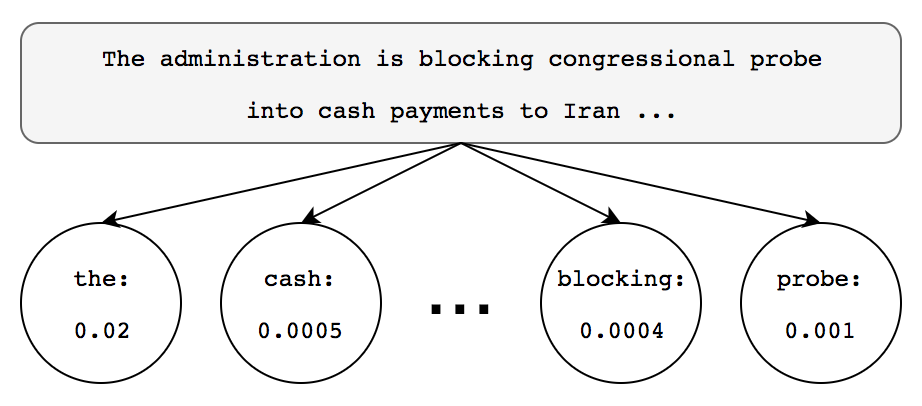 The administration is blocking congressional probe
into cash payments to Iran ...
the: cash: blocking: probe:
0.02 0.0005 ... 0.0004 0.001